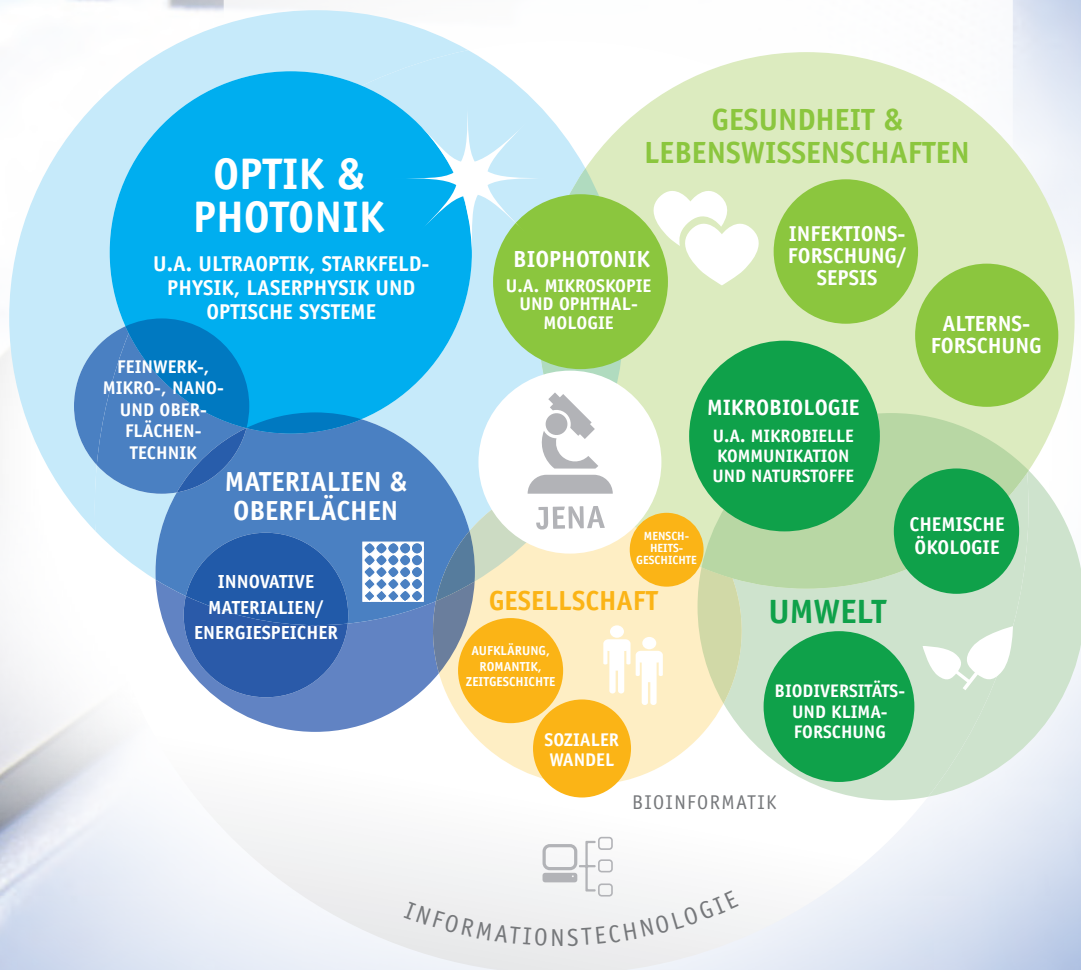 OPTIK &
PHOTONIK
U.A. ULTRAOPTIK, STARKFELD-
PHYSIK, LASERPHYSIK UND
OPTISCHE SYSTEME
FEINWERK-,
MIKRO-, NANO-
UND OBER-
FLÄCHEN-
TECHNIK
MATERIALIEN &
OBERFLÄCHEN
INNOVATIVE
MATERIALIEN/
ENERGIESPEICHER
BIOPHOTONIK
U.A. MIKROSKOPIE
UND OPHTHAL-
MOLOGIE
JENA
GESUNDHEIT &
LEBENSWISSENSCHAFTEN
INFEKTIONS-
FORSCHUNG/
SEPSIS
ALTERNS-
FORSCHUNG
MIKROBIOLOGIE
U.A. MIKROBIELLE
KOMMUNIKATION
UND NATURSTOFFE
CHEMISCHE
ÖKOLOGIE
UMWELT
BIODIVERSITÄTS-
UND KLIMA-
FORSCHUNG
MENSCH-
HEITS-
GESCHICHTE
GESELLSCHAFT
AUFKLÄRUNG,
ROMANTIK,
ZEITGESCHICHTE
SOZIALER
WANDEL
BIOINFORMATIK
INFORMATIONSTECHNOLOGIE